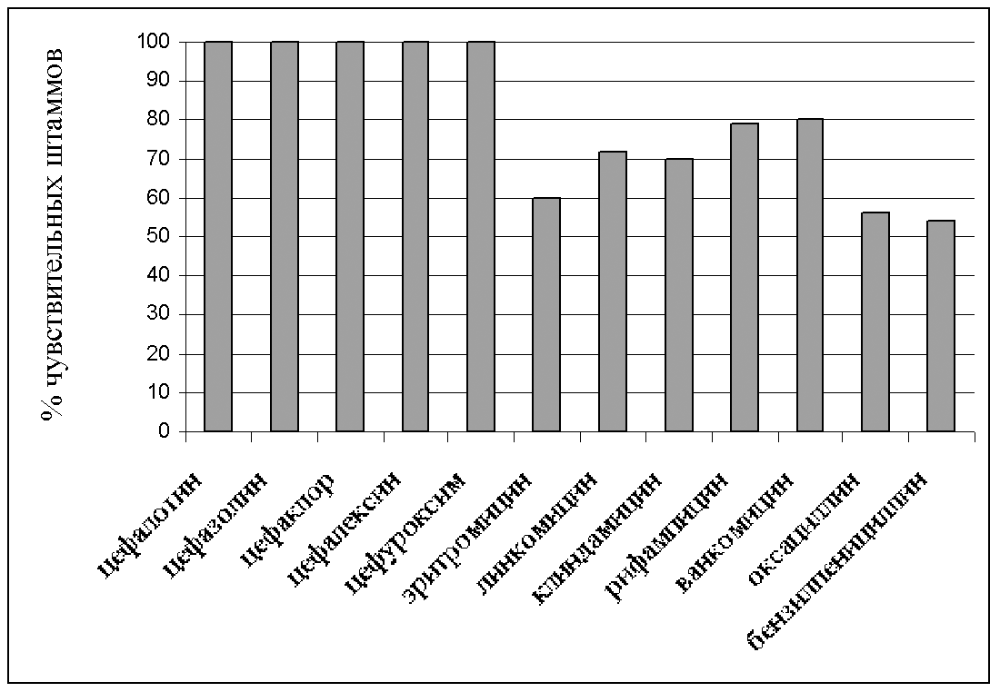 % чувствительных штаммов
100
90
80
70
60
50
40
30
20
10
0
цефалотин
цефазолин
цефаклор
цефалексин
цефуроксим
эритромицин
линкомицин
клиндамицин
рифампицин
ванкомицин
оксациллин
бензилпенициллин